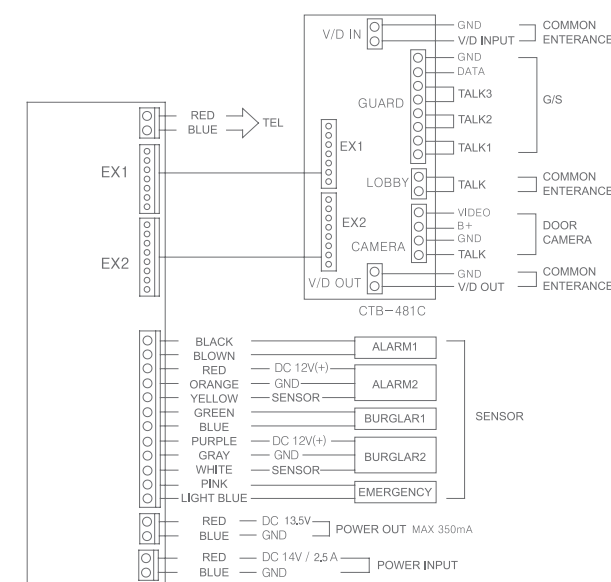 V/D IN
GND
V/D INPUT
COMMON
ENTERANCE
GUARD
GND
DATA
TALK3
TALK2
TALK1
G/S
RED
BLUE
TEL
EX1
EX1
LOBBY
TALK
COMMON
ENTERANCE
EX2
EX2
CAMERA
VIDEO
B+
GND
TALK
DOOR
CAMERA
V/D OUT
GND
V/D OUT
COMMON
ENTERANCE
CTB-481C
BLACK
BLOWN
ALARM1
RED DC 12V(+)
ORANGE GND
YELLOW SENSOR
ALARM2
GREEN
BLUE
BURGLAR1
SENSOR
PURPLE DC 12V(+)
GRAY GND
WHITE SENSOR
BURGLAR2
PINK
LIGHT BLUE
EMERGENCY
RED DC 13.5V
BLUE GND
POWER OUT MAX 350mA
RED DC 14V / 2.5 A
BLUE GND
POWER INPUT